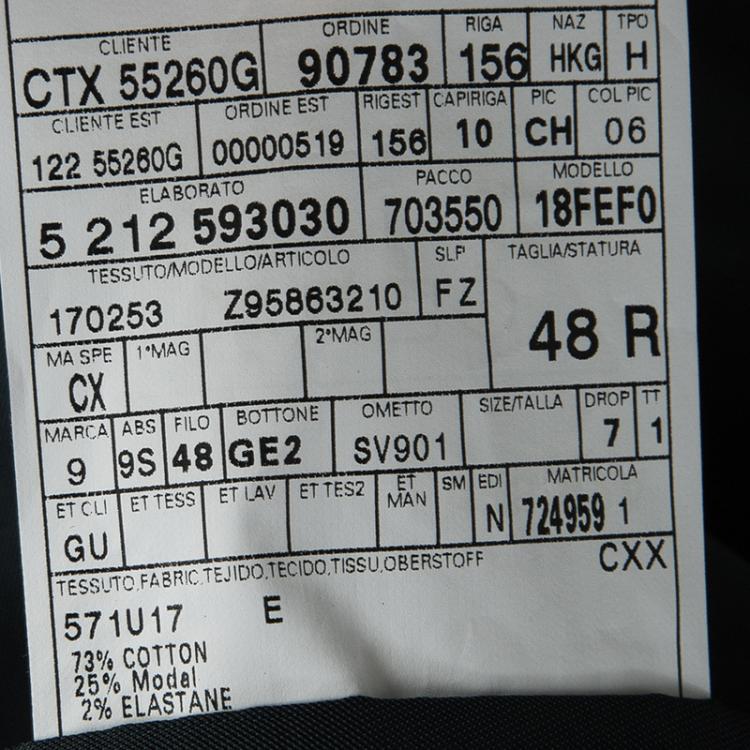 CLIENTE ORDINE RIGA NAZ TPO
CTX 55260G 90783 156 HKG H
CLIENTE EST ORDINE EST RIGEST CAPIRIGA PIC COL PIC
122 55260G 00000519 156 10 CH 06
ELABORATO PACCO MODELLO
5 212 593030 703550 18FEF0
TESSUTO/MODELLO/ARTICOLO SLP TAGLIA/STATURA
170253 Z95863210 FZ 48 R
MA SPE 1°MAG 2°MAG
CX
MARCA ABS FILO BOTTONE OMETTO SIZE/TALLA DROP TT
9 9S 48 GE2 SV901 7 1
ET CLI ET TESS ET LAV ET TES2 ET MAN SM EDI MATRICOLA
GU N 724959 1
TESSUTO,FABRIC,TEJIDO,TECIDO,TISSU,OBERSTOFF CXX
571U17 E
73% COTTON
25% Modal
2% ELASTANE